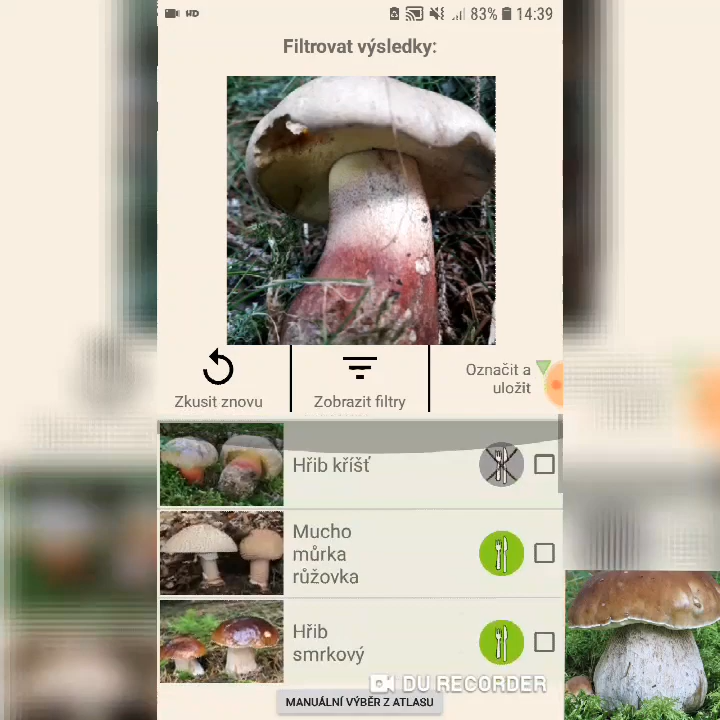 HD 83% 14:39
Filtrovat výsledky:
Zkusit znovu
Zobrazit filtry
Označit a
uložit
Hřib kříšť
Mucho
můrka
růžovka
Hřib
smrkový
DU RECORDER
MANUÁLNÍ VÝBĚR Z ATLASU